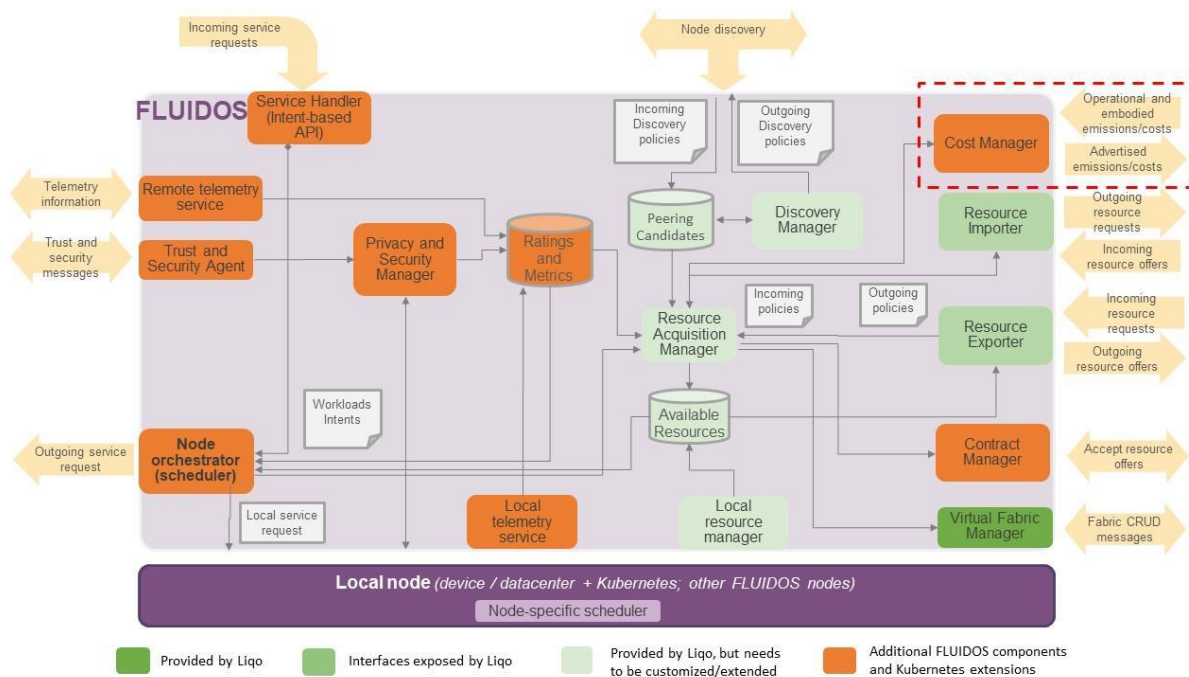 Incoming service
requests
Node discovery
FLUIDOS
Service Handler
(Intent-based
API)
Incoming
Discovery
policies
Outgoing
Discovery
policies
Cost Manager
Operational and
embodied
emissions/costs
Advertised
emissions/costs
Telemetry
information
Remote telemetry
service
Peering
Candidates
Discovery
Manager
Resource
Importer
Outgoing
resource
requests
Trust and
security
messages
Trust and
Security Agent
Privacy and
Security
Manager
Ratings
and
Metrics
Incoming
resource offers
Incoming
policies
Outgoing
policies
Resource
Acquisition
Manager
Resource
Exporter
Incoming
resource
requests
Outgoing
resource offers
Workloads
Intents
Available
Resources
Outgoing service
request
Node
orchestrator
(scheduler)
Contract
Manager
Accept resource
offers
Local service
request
Local
telemetry
service
Local
resource
manager
Virtual Fabric
Manager
Fabric CRUD
messages
Local node (device / datacenter + Kubernetes; other FLUIDOS nodes)
Node-specific scheduler
Provided by Liqo
Interfaces exposed by Liqo
Provided by Liqo, but needs
to be customized/extended
Additional FLUIDOS components
and Kubernetes extensions